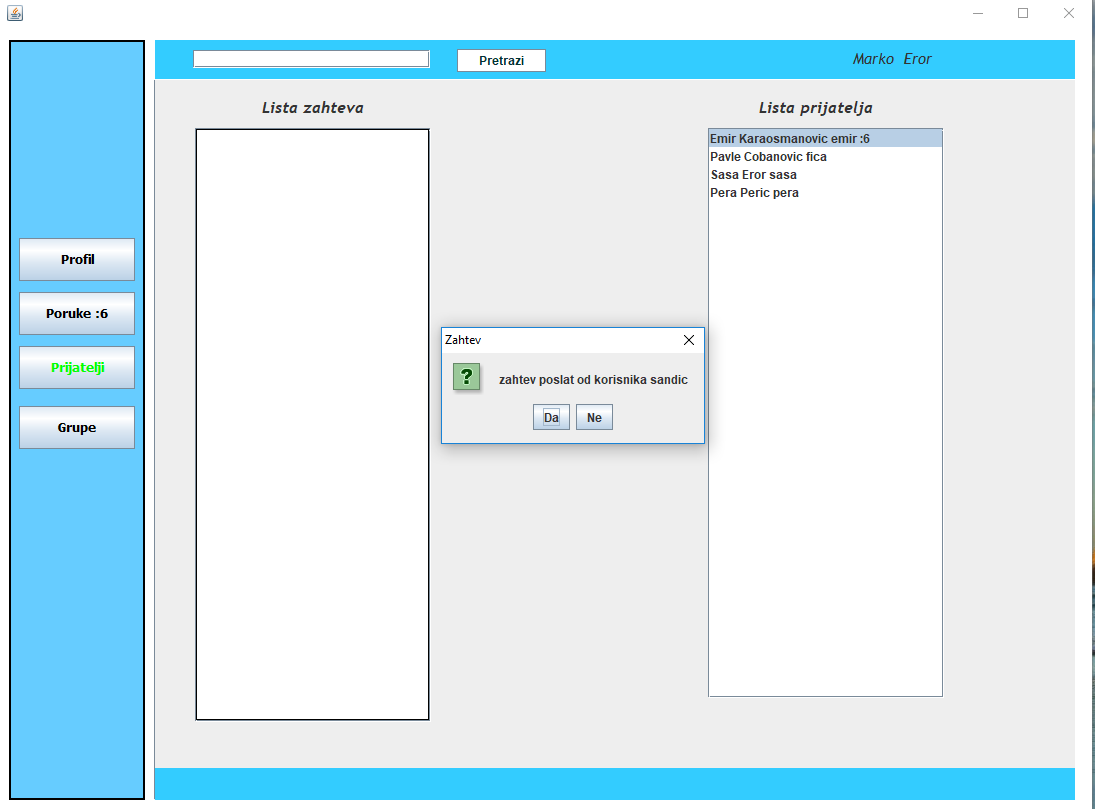 Pretrazi
Marko Eror
Profil
Poruke :6
Prijatelji
Grupe
Lista zahteva
Lista prijatelja
Emir Karaosmanovic emir :6
Pavle Cobanovic fica
Sasa Eror sasa
Pera Peric pera
Zahtev
?
zahtev poslat od korisnika sandic
Da
Ne